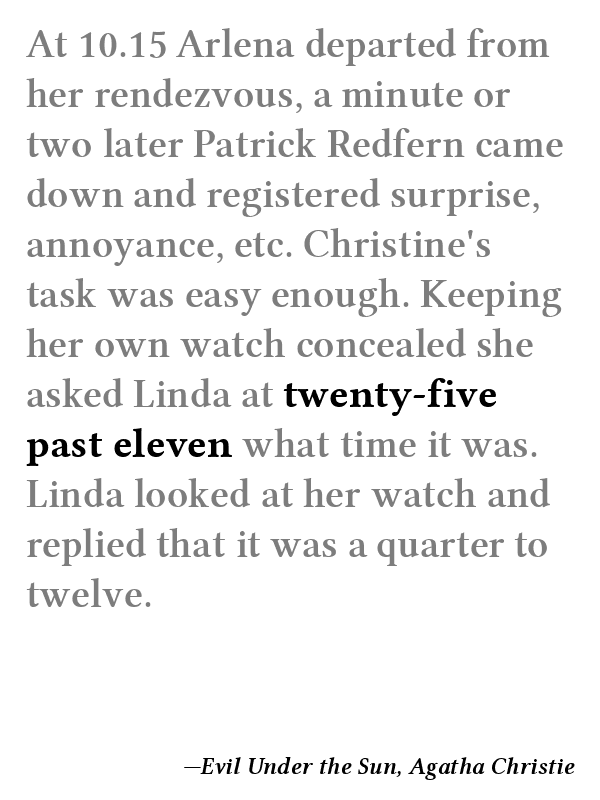 At 10.15 Arlena departed from
her rendezvous, a minute or
two later Patrick Redfern came
down and registered surprise,
annoyance, etc. Christine's
task was easy enough. Keeping
her own watch concealed she
asked Linda at twenty-five
past eleven what time it was.
Linda looked at her watch and
replied that it was a quarter to
twelve.
—Evil Under the Sun, Agatha Christie